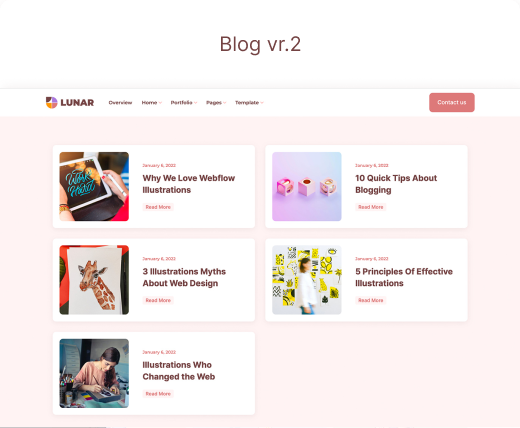 Blog vr.2
LUNAR
Overview
Home
Portfolio
Pages
Template
Contact us
January 6, 2022
Why We Love Webflow
Illustrations
Read More
January 6, 2022
10 Quick Tips About
Blogging
Read More
January 6, 2022
3 Illustrations Myths
About Web Design
Read More
January 6, 2022
5 Principles Of Effective
Illustrations
Read More
January 6, 2022
Illustrations Who
Changed the Web
Read More